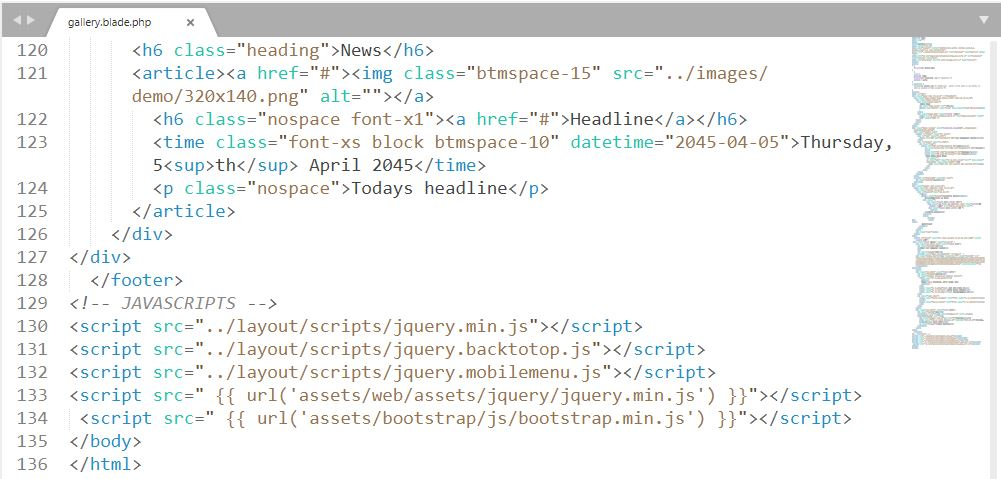 gallery.blade.php
120 <h6 class="heading">News</h6>
121 <article><a href="#"><img class="btmspace-15" src="../images/
demo/320x140.png" alt=""></a>
122 <h6 class="nospace font-x1"><a href="#">Headline</a></h6>
123 <time class="font-xs block btmspace-10" datetime="2045-04-05">Thursday,
5<sup>th</sup> April 2045</time>
124 <p class="nospace">Todays headline</p>
125 </article>
126 </div>
127 </div>
128 </footer>
129 <!-- JAVASCRIPTS -->
130 <script src="../layout/scripts/jquery.min.js"></script>
131 <script src="../layout/scripts/jquery.backtotop.js"></script>
132 <script src="../layout/scripts/jquery.mobilemenu.js"></script>
133 <script src=" {{ url('assets/web/assets/jquery/jquery.min.js') }}"></script>
134 <script src=" {{ url('assets/bootstrap/js/bootstrap.min.js') }}"></script>
135 </body>
136 </html>